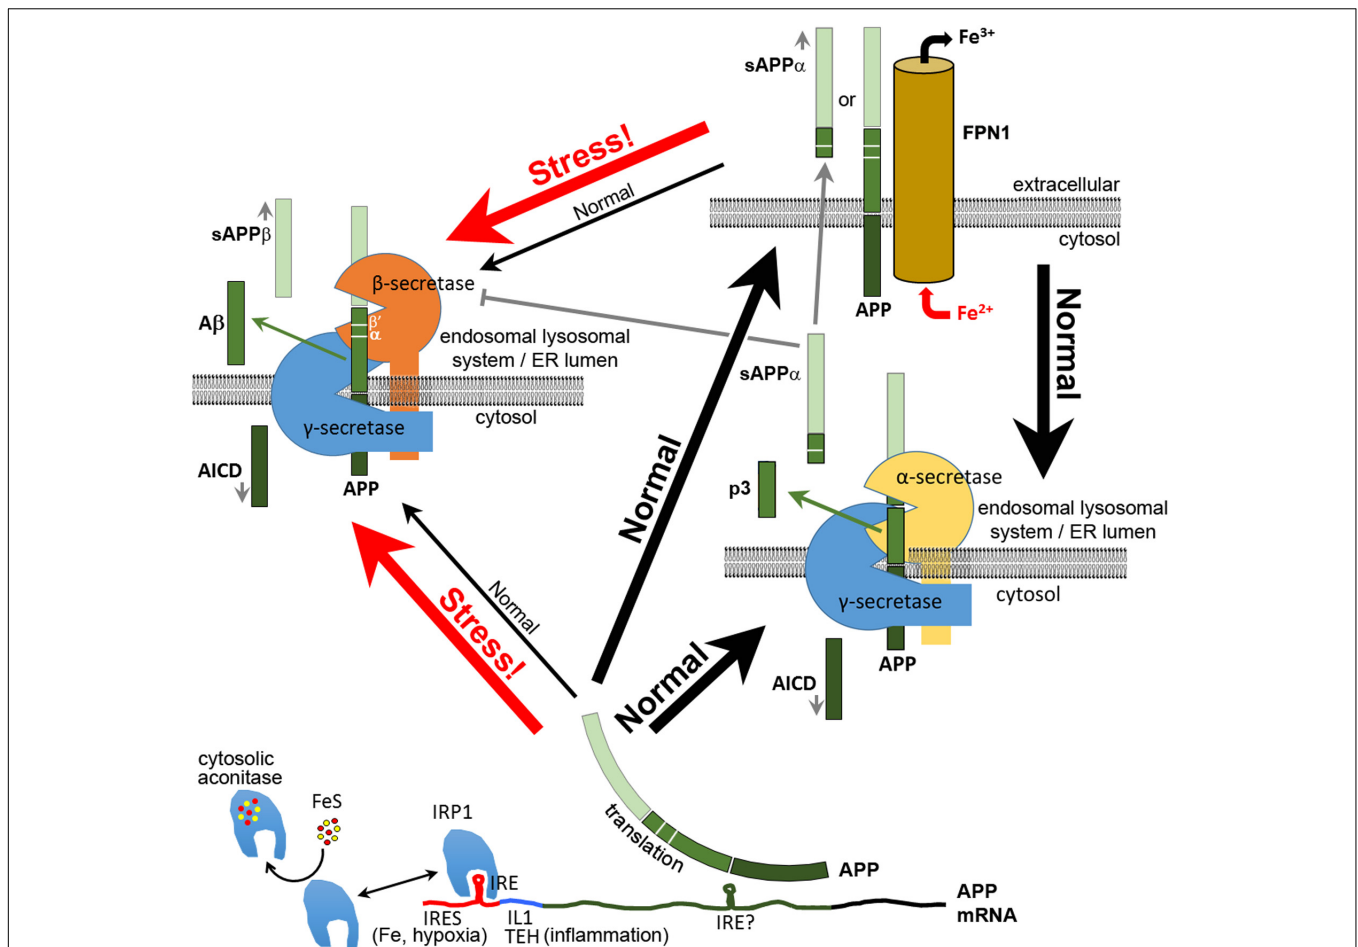 Fe3+
sAPPα
or
FPN1
extracellular
cytosol
APP
Fe2+
Stress!
Normal
sAPPβ
β-secretase
Aβ
β'
α
endosomal lysosomal
system / ER lumen
cytosol
γ-secretase
AICD
APP
Normal
sAPPα
Normal
p3
α-secretase
endosomal lysosomal
system / ER lumen
cytosol
γ-secretase
AICD
APP
Normal
Stress!
Normal
cytosolic
aconitase
FeS
IRP1
translation
APP
IRE
IRES
(Fe, hypoxia)
IL1
TEH (inflammation)
IRE?
APP
mRNA